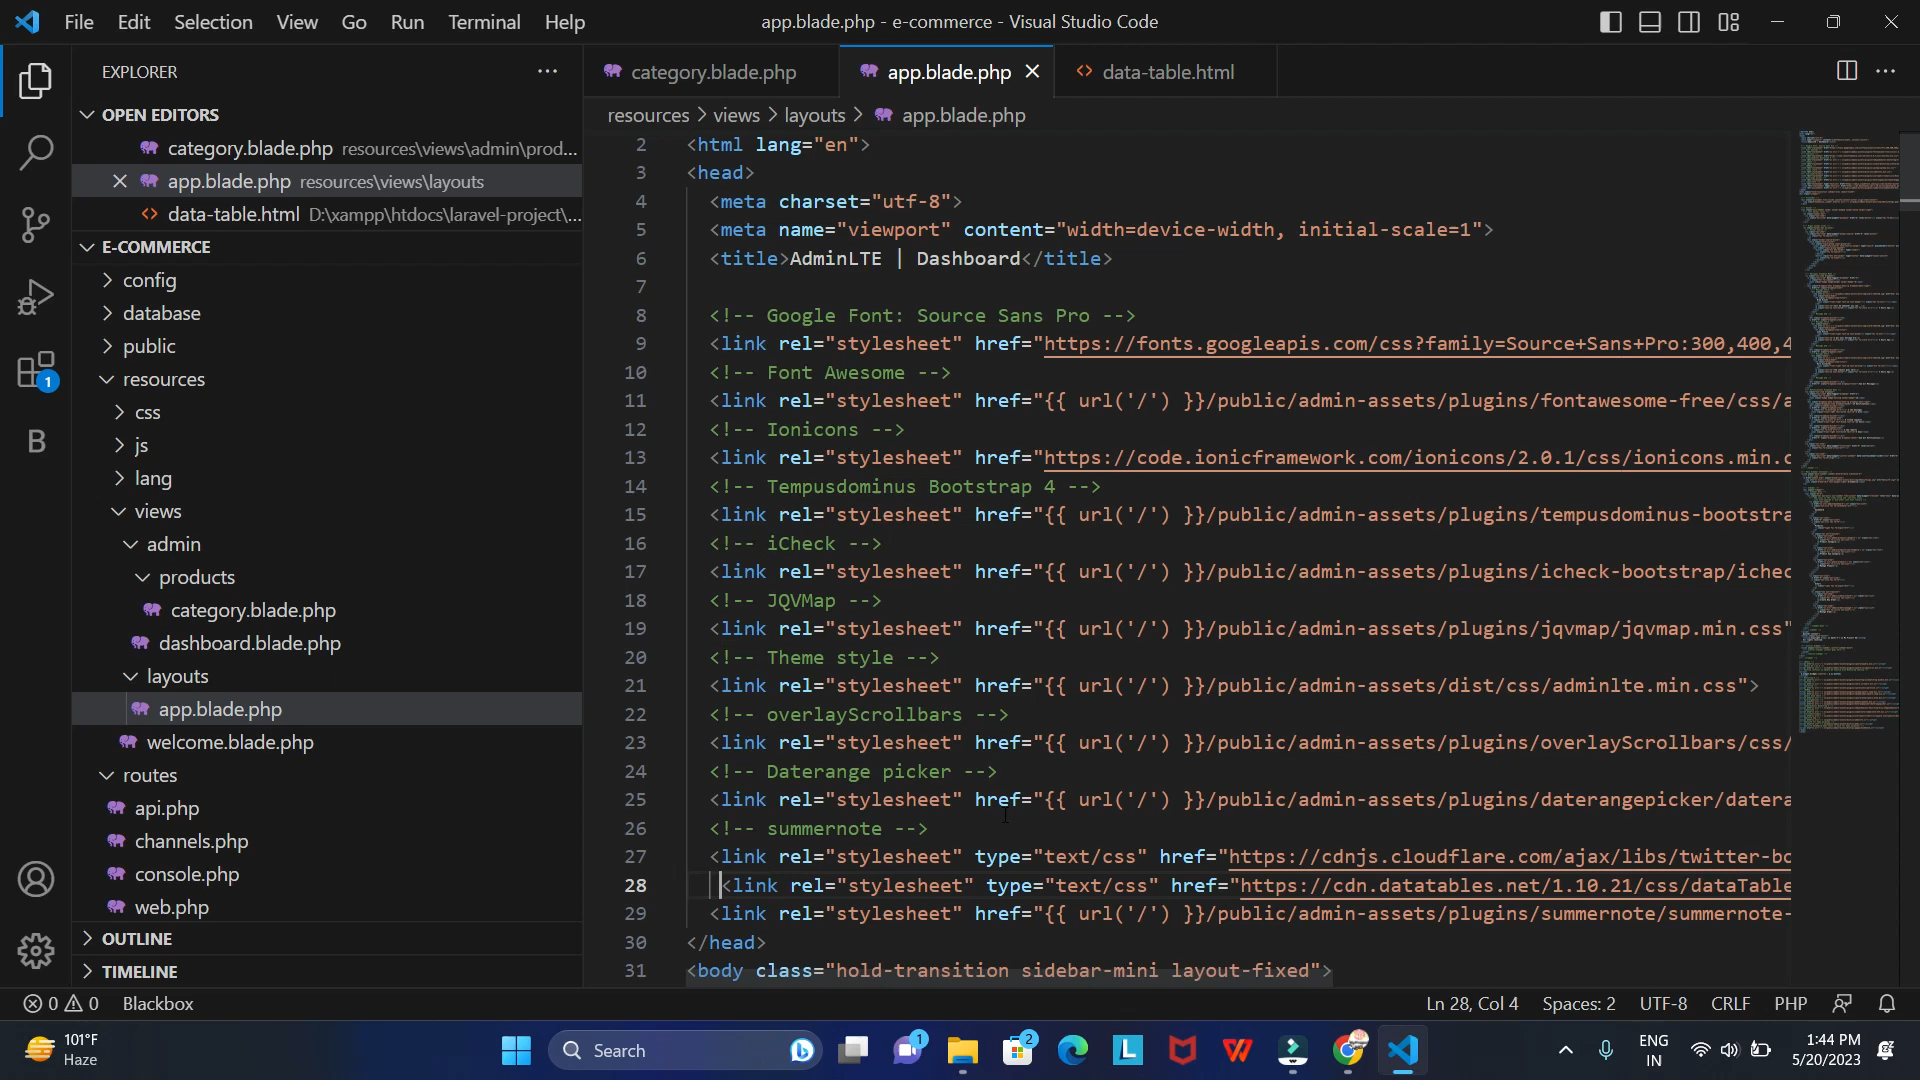 File Edit Selection View Go Run Terminal Help
app.blade.php - e-commerce - Visual Studio Code
EXPLORER
OPEN EDITORS
category.blade.php resources\views\admin\prod...
app.blade.php resources\views\layouts
data-table.html D:\xampp\htdocs\laravel-project\...
E-COMMERCE
config
database
public
resources
css
js
lang
views
admin
products
category.blade.php
dashboard.blade.php
layouts
app.blade.php
welcome.blade.php
routes
api.php
channels.php
console.php
web.php
OUTLINE
TIMELINE
1
B
category.blade.php app.blade.php data-table.html
resources > views > layouts > app.blade.php
2 <html lang="en">
3 <head>
4 <meta charset="utf-8">
5 <meta name="viewport" content="width=device-width, initial-scale=1">
6 <title>AdminLTE | Dashboard</title>
7
8 <!-- Google Font: Source Sans Pro -->
9 <link rel="stylesheet" href="https://fonts.googleapis.com/css?family=Source+Sans+Pro:300,400,4
10 <!-- Font Awesome -->
11 <link rel="stylesheet" href="{{ url('/') }}/public/admin-assets/plugins/fontawesome-free/css/a
12 <!-- Ionicons -->
13 <link rel="stylesheet" href="https://code.ionicframework.com/ionicons/2.0.1/css/ionicons.min.c
14 <!-- Tempusdominus Bootstrap 4 -->
15 <link rel="stylesheet" href="{{ url('/') }}/public/admin-assets/plugins/tempusdominus-bootstra
16 <!-- iCheck -->
17 <link rel="stylesheet" href="{{ url('/') }}/public/admin-assets/plugins/icheck-bootstrap/ichec
18 <!-- JQVMap -->
19 <link rel="stylesheet" href="{{ url('/') }}/public/admin-assets/plugins/jqvmap/jqvmap.min.css"
20 <!-- Theme style -->
21 <link rel="stylesheet" href="{{ url('/') }}/public/admin-assets/dist/css/adminlte.min.css">
22 <!-- overlayScrollbars -->
23 <link rel="stylesheet" href="{{ url('/') }}/public/admin-assets/plugins/overlayScrollbars/css/
24 <!-- Daterange picker -->
25 <link rel="stylesheet" href="{{ url('/') }}/public/admin-assets/plugins/daterangepicker/datera
26 <!-- summernote -->
27 <link rel="stylesheet" type="text/css" href="https://cdnjs.cloudflare.com/ajax/libs/twitter-bo
28 <link rel="stylesheet" type="text/css" href="https://cdn.datatables.net/1.10.21/css/dataTable
29 <link rel="stylesheet" href="{{ url('/') }}/public/admin-assets/plugins/summernote/summernote-
30 </head>
31 <body class="hold-transition sidebar-mini layout-fixed">
0 0 Blackbox
Ln 28, Col 4 Spaces: 2 UTF-8 CRLF PHP
101°F
Haze
Search
1
2
L
W
ENG
IN
1:44 PM
5/20/2023